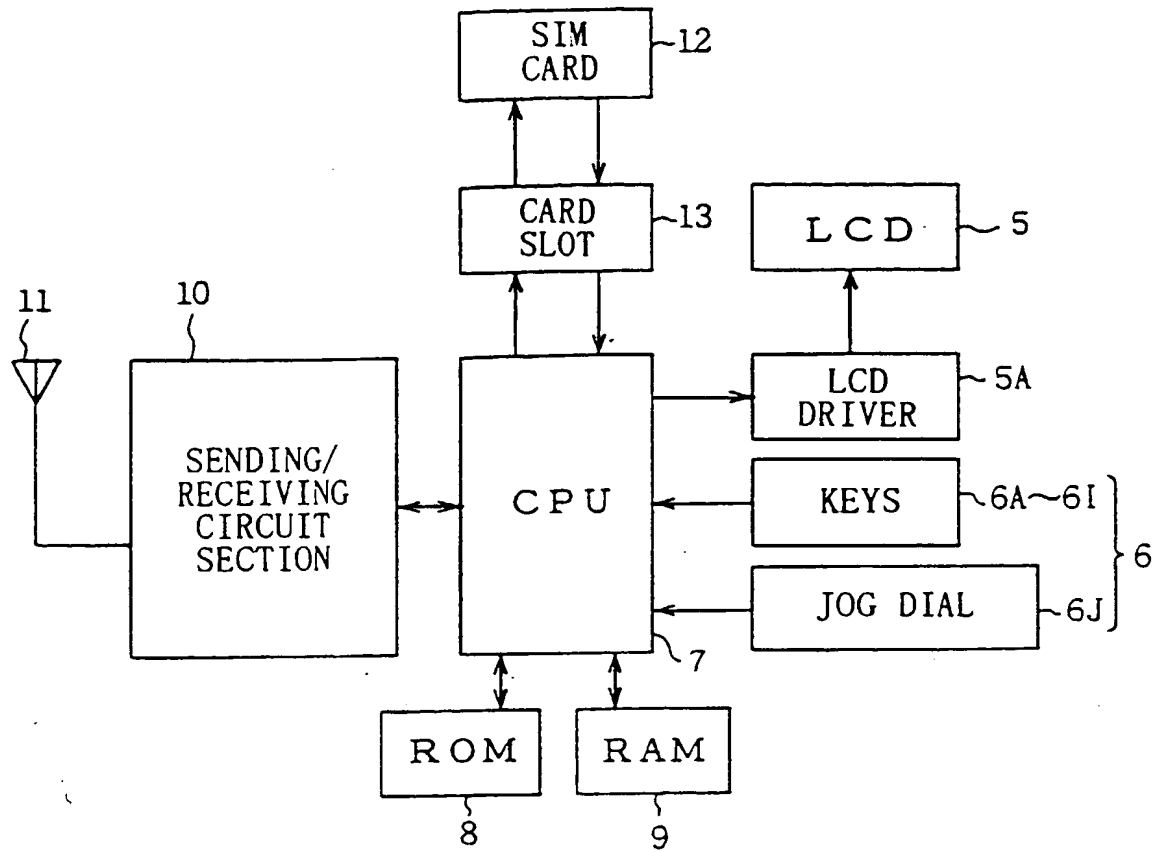 SIM
CARD
12
CARD
SLOT
13
LCD
5
11
10
LCD
DRIVER
5A
SENDING/
RECEIVING
CIRCUIT
SECTION
CPU
KEYS
6A~6I
6
JOG DIAL
6J
7
ROM
RAM
8
9